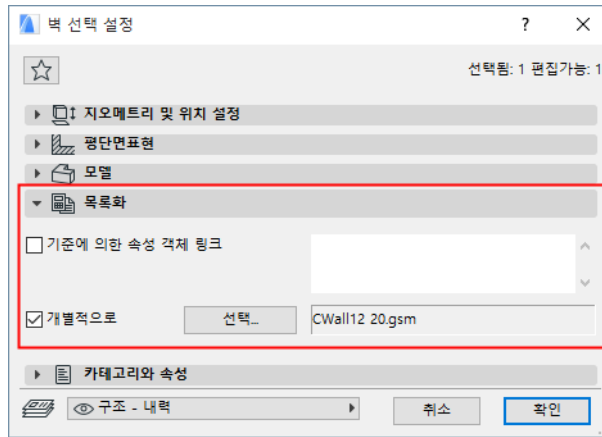 벽 선택 설정 ? ×
선택됨: 1 편집가능: 1
지오메트리 및 위치 설정
평단면표현
모델
목록화
기준에 의한 속성 객체 링크
개별적으로 선택... CWall12 20.gsm
카테고리와 속성
구조 - 내력 취소 확인